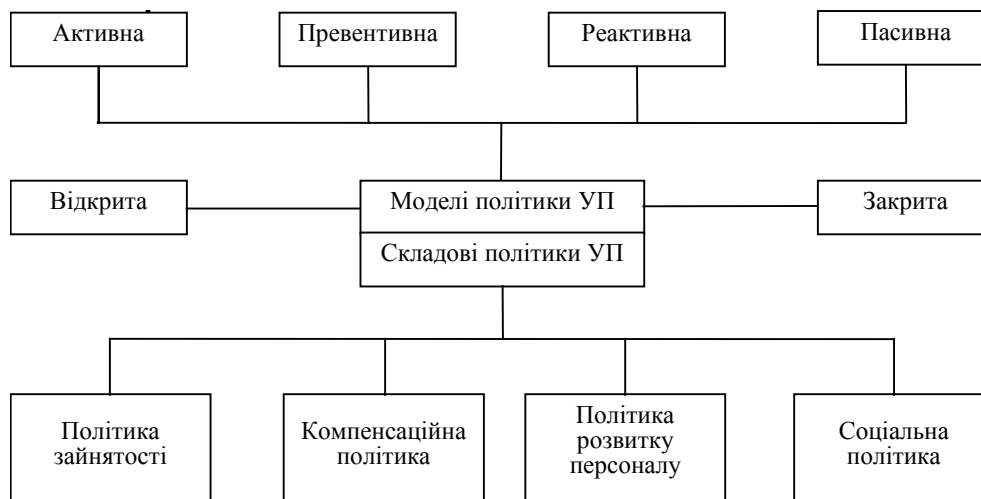 Активна
Превентивна
Реактивна
Пасивна
Відкрита
Моделі політики УП
Закрита
Складові політики УП
Політика
зайнятості
Компенсаційна
політика
Політика
розвитку
персоналу
Соціальна
політика